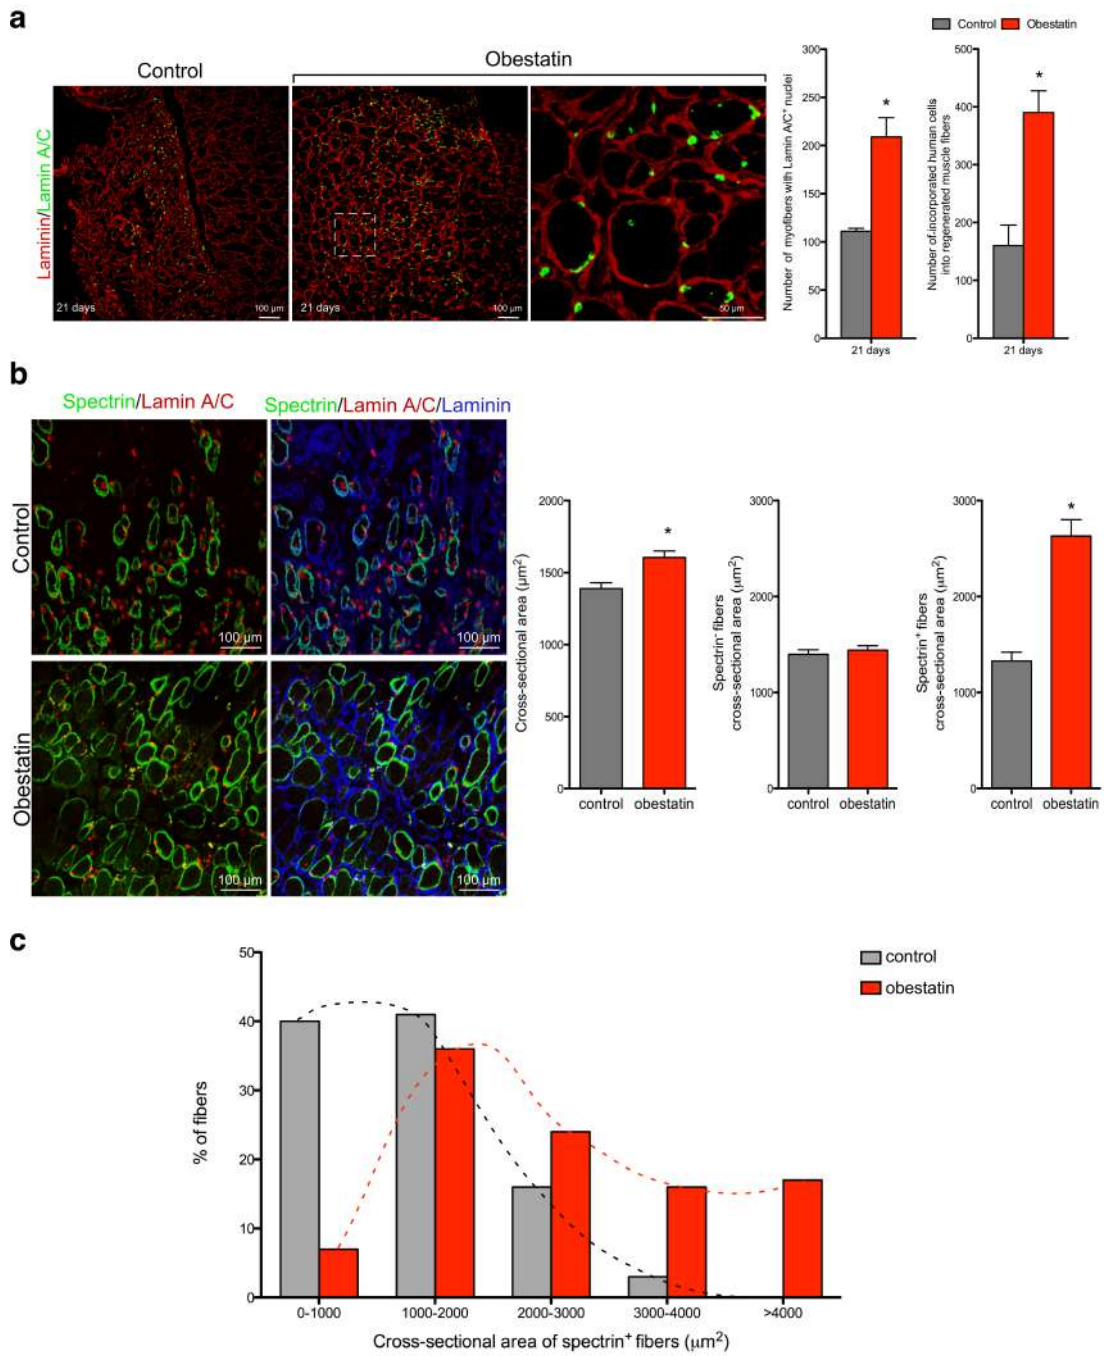 a
Control
Obestatin
Laminin/Lamin A/C
21 days
100 µm
21 days
100 µm
50 µm
Control
Obestatin
Number of myofibers with Lamin A/C⁺ nuclei
300
250
200
150
100
50
0
*
21 days
Number of incorporated human cells
into regenerated muscle fibers
500
400
300
200
100
0
*
21 days
b
Spectrin/Lamin A/C
Spectrin/Lamin A/C/Laminin
Control
100 µm
100 µm
Obestatin
100 µm
100 µm
Cross-sectional area (µm²)
2000
1500
1000
500
0
*
control
obestatin
Spectrin⁻ fibers
cross-sectional area (µm²)
3000
2000
1000
0
control
obestatin
Spectrin⁺ fibers
cross-sectional area (µm²)
3000
2000
1000
0
*
control
obestatin
c
control
obestatin
% of fibers
50
40
30
20
10
0
0-1000
1000-2000
2000-3000
3000-4000
>4000
Cross-sectional area of spectrin⁺ fibers (µm²)